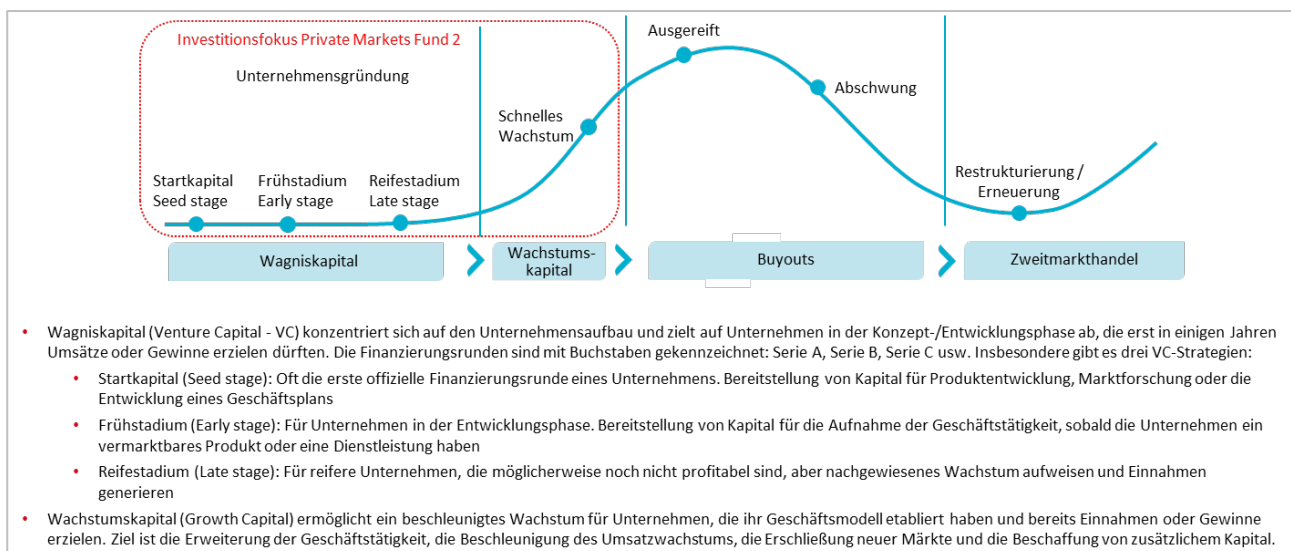 Investitionsfokus Private Markets Fund 2
Unternehmensgründung
Ausgereift
Abschwung
Schnelles
Wachstum
Startkapital
Seed stage
Frühstadium
Early stage
Reifestadium
Late stage
Restrukturierung /
Erneuerung
Wagniskapital
Wachstums-
kapital
Buyouts
Zweitmarkthandel
• Wagniskapital (Venture Capital - VC) konzentriert sich auf den Unternehmensaufbau und zielt auf Unternehmen in der Konzept-/Entwicklungsphase ab, die erst in einigen Jahren
Umsätze oder Gewinne erzielen dürften. Die Finanzierungsrunden sind mit Buchstaben gekennzeichnet: Serie A, Serie B, Serie C usw. Insbesondere gibt es drei VC-Strategien:
• Startkapital (Seed stage): Oft die erste offizielle Finanzierungsrunde eines Unternehmens. Bereitstellung von Kapital für Produktentwicklung, Marktforschung oder die
Entwicklung eines Geschäftsplans
• Frühstadium (Early stage): Für Unternehmen in der Entwicklungsphase. Bereitstellung von Kapital für die Aufnahme der Geschäftstätigkeit, sobald die Unternehmen ein
vermarktbares Produkt oder eine Dienstleistung haben
• Reifestadium (Late stage): Für reifere Unternehmen, die möglicherweise noch nicht profitabel sind, aber nachgewiesenes Wachstum aufweisen und Einnahmen
generieren
• Wachstumskapital (Growth Capital) ermöglicht ein beschleunigtes Wachstum für Unternehmen, die ihr Geschäftsmodell etabliert haben und bereits Einnahmen oder Gewinne
erzielen. Ziel ist die Erweiterung der Geschäftstätigkeit, die Beschleunigung des Umsatzwachstums, die Erschließung neuer Märkte und die Beschaffung von zusätzlichem Kapital.